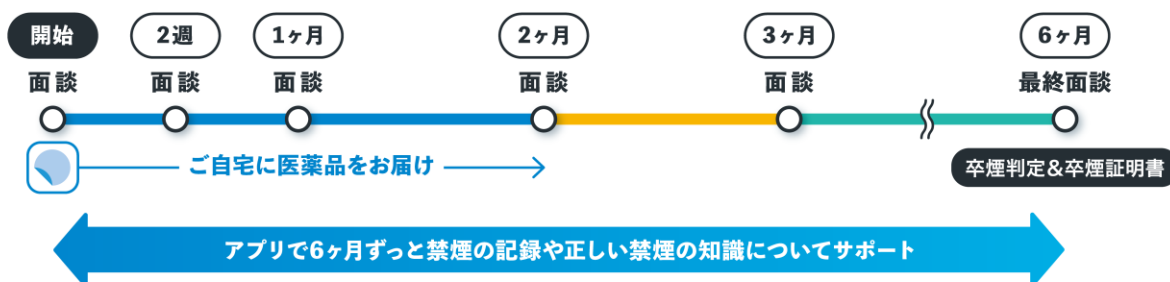 開始 2週 1ヶ月 2ヶ月 3ヶ月 6ヶ月
面談 面談 面談 面談 面談 最終面談
ご自宅に医薬品をお届け
卒煙判定&卒煙証明書
アプリで6ヶ月ずっと禁煙の記録や正しい禁煙の知識についてサポート